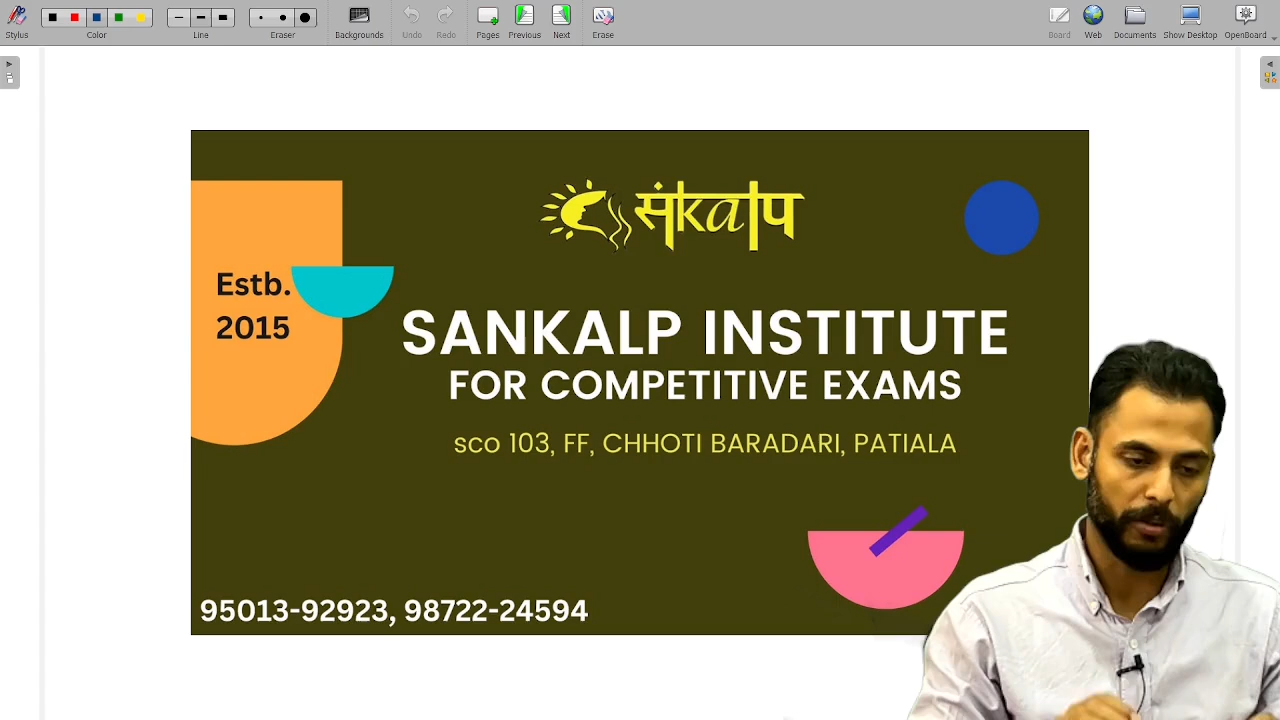 Stylus
Color
Line
Eraser
Backgrounds
Undo
Redo
Pages
Previous
Next
Erase
Board
Web
Documents
Show Desktop
OpenBoard
संkalप
Estb.
2015
SANKALP INSTITUTE
FOR COMPETITIVE EXAMS
sco 103, FF, CHHOTI BARADARI, PATIALA
95013-92923, 98722-24594